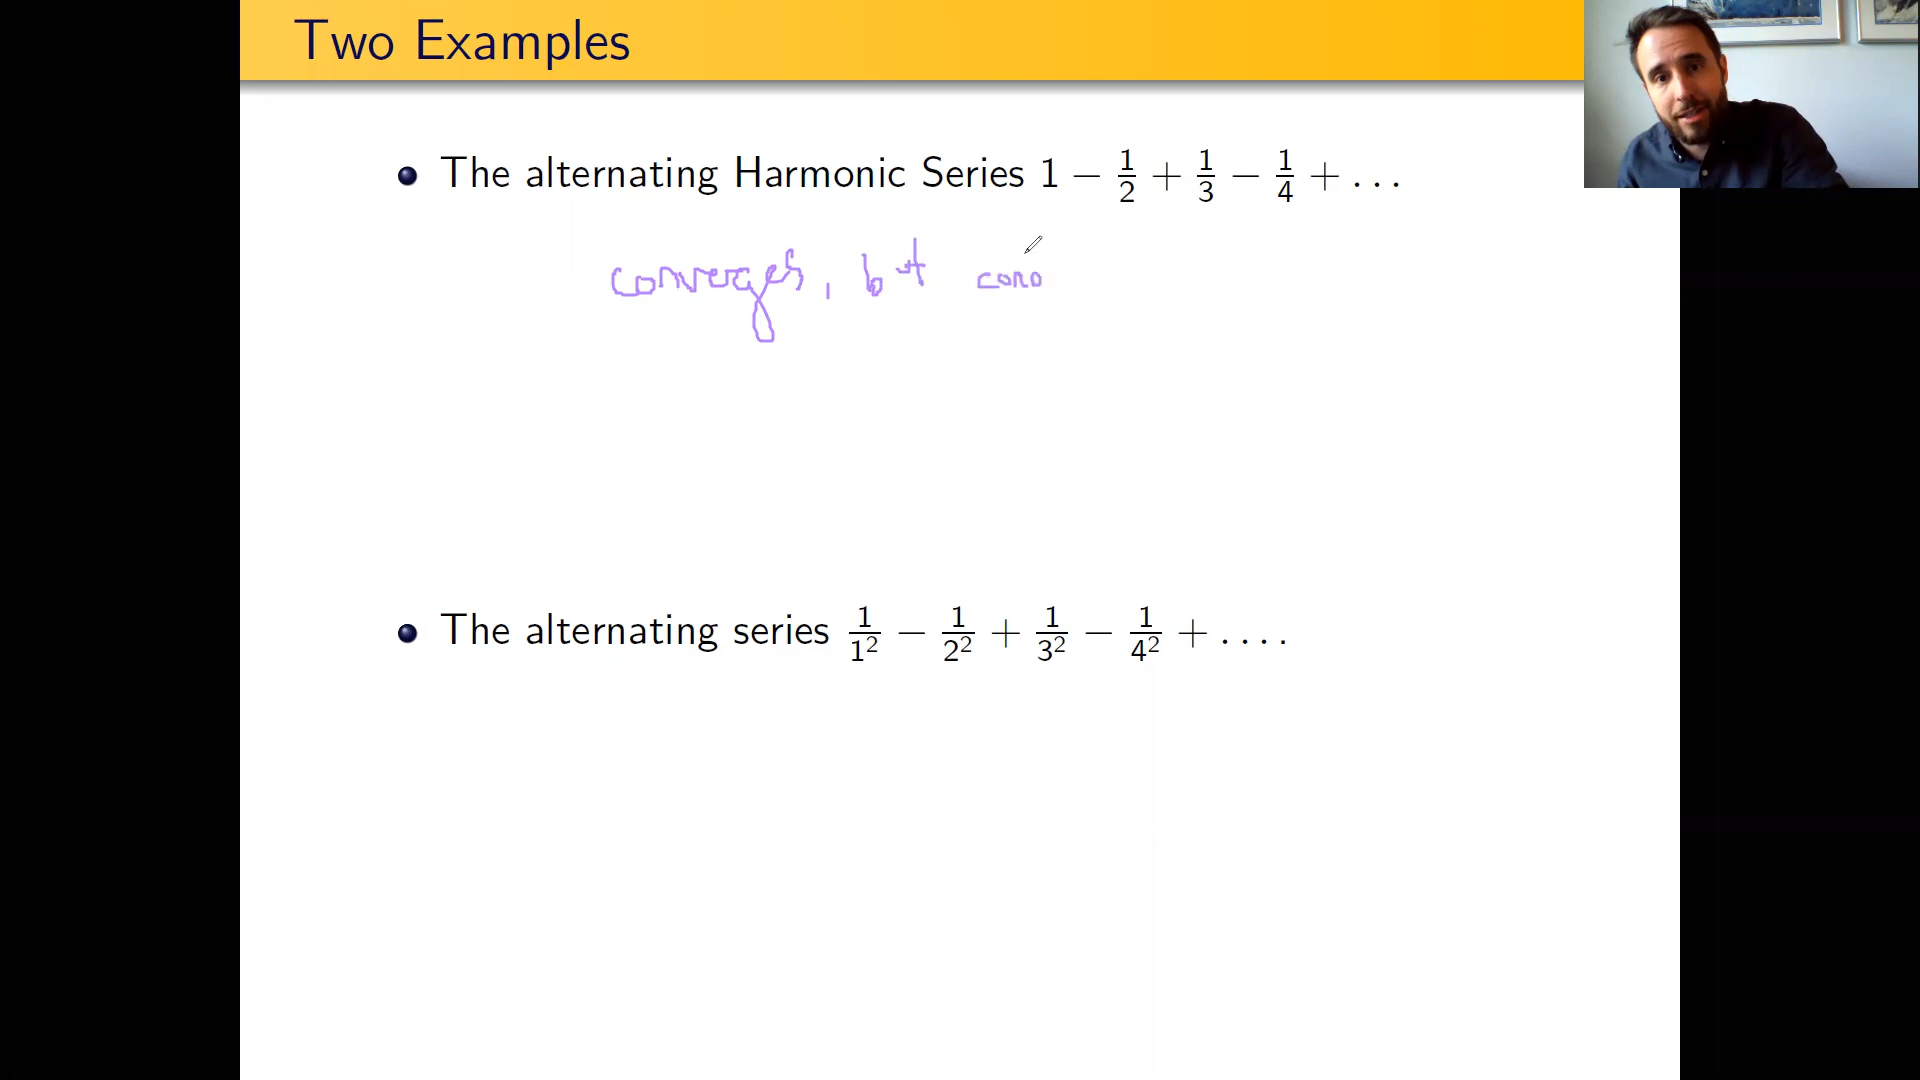 Two Examples
The alternating Harmonic Series 1 − 1/2 + 1/3 − 1/4 + …
converges, but con
The alternating series 1/1² − 1/2² + 1/3² − 1/4² + ….